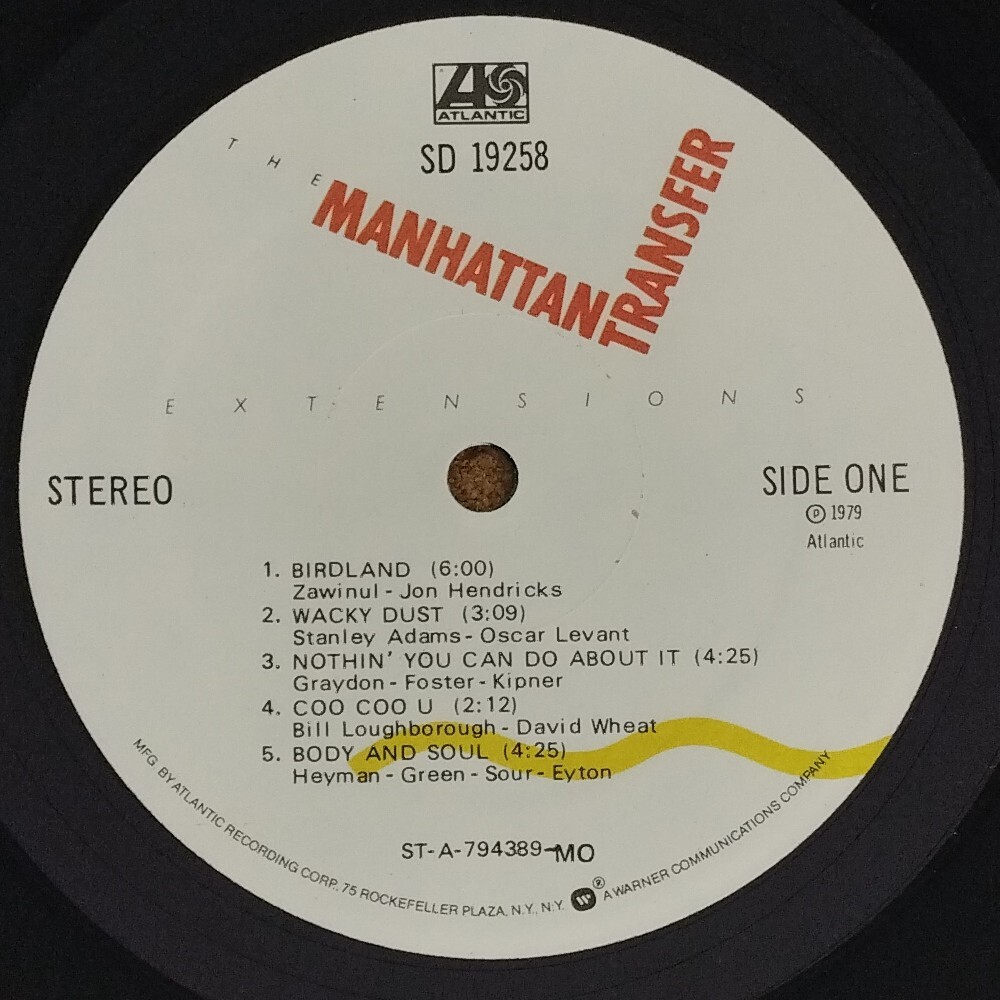 ATLANTIC
SD 19258
THE
MANHATTAN
TRANSFER
EXTENSIONS
STEREO
SIDE ONE
℗ 1979
Atlantic
1. BIRDLAND (6:00)
Zawinul - Jon Hendricks
2. WACKY DUST (3:09)
Stanley Adams - Oscar Levant
3. NOTHIN' YOU CAN DO ABOUT IT (4:25)
Graydon - Foster - Kipner
4. COO COO U (2:12)
Bill Loughborough - David Wheat
5. BODY AND SOUL (4:25)
Heyman - Green - Sour - Eyton
ST-A-794389-MO
MFG BY ATLANTIC RECORDING CORP., 75 ROCKEFELLER PLAZA, N.Y., N.Y. ® A WARNER COMMUNICATIONS COMPANY